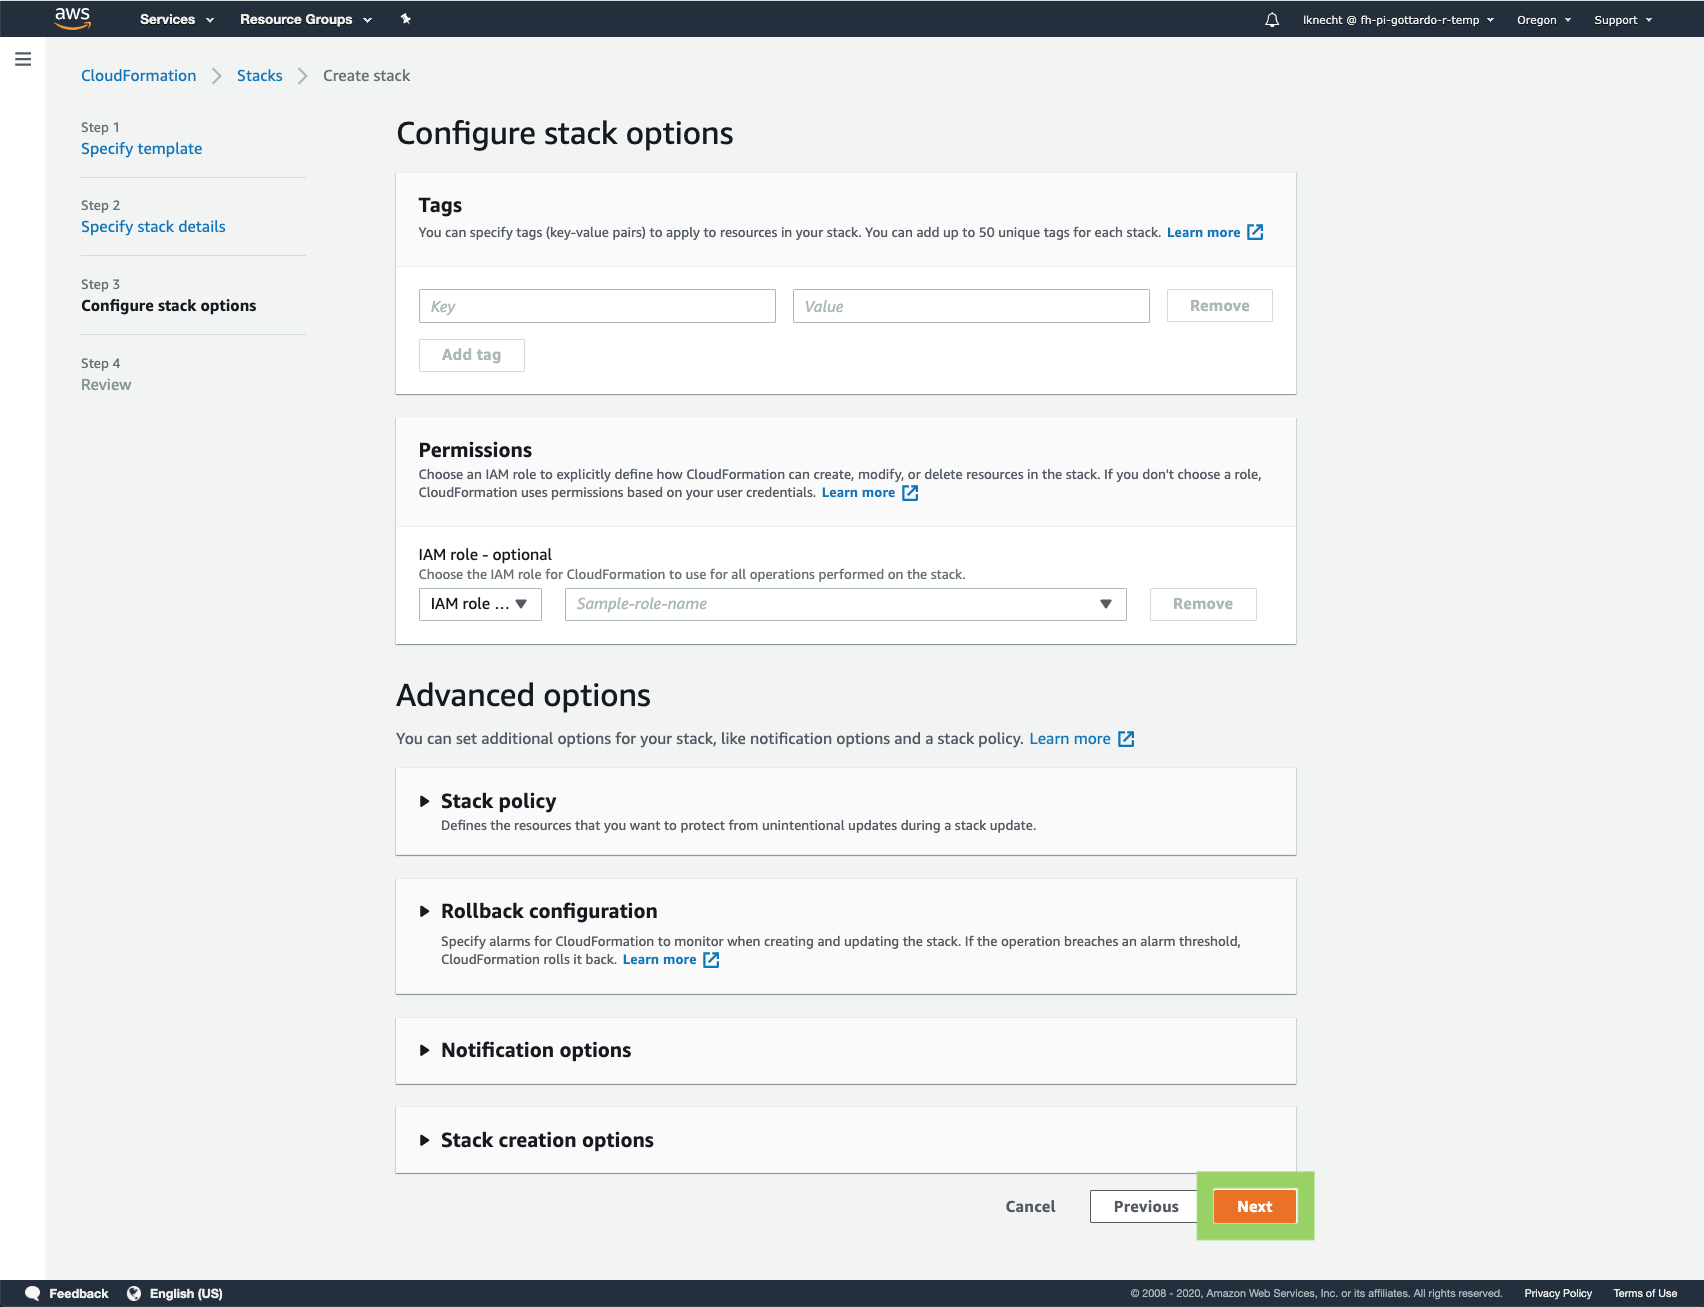 aws
Services
Resource Groups
lknecht @ fh-pi-gottardo-r-temp
Oregon
Support
CloudFormation
Stacks
Create stack
Step 1
Specify template
Step 2
Specify stack details
Step 3
Configure stack options
Step 4
Review
Configure stack options
Tags
You can specify tags (key-value pairs) to apply to resources in your stack. You can add up to 50 unique tags for each stack. Learn more
Key
Value
Remove
Add tag
Permissions
Choose an IAM role to explicitly define how CloudFormation can create, modify, or delete resources in the stack. If you don't choose a role,
CloudFormation uses permissions based on your user credentials. Learn more
IAM role - optional
Choose the IAM role for CloudFormation to use for all operations performed on the stack.
IAM role ...
Sample-role-name
Remove
Advanced options
You can set additional options for your stack, like notification options and a stack policy. Learn more
Stack policy
Defines the resources that you want to protect from unintentional updates during a stack update.
Rollback configuration
Specify alarms for CloudFormation to monitor when creating and updating the stack. If the operation breaches an alarm threshold,
CloudFormation rolls it back. Learn more
Notification options
Stack creation options
Cancel
Previous
Next
Feedback
English (US)
© 2008 - 2020, Amazon Web Services, Inc. or its affiliates. All rights reserved.
Privacy Policy
Terms of Use